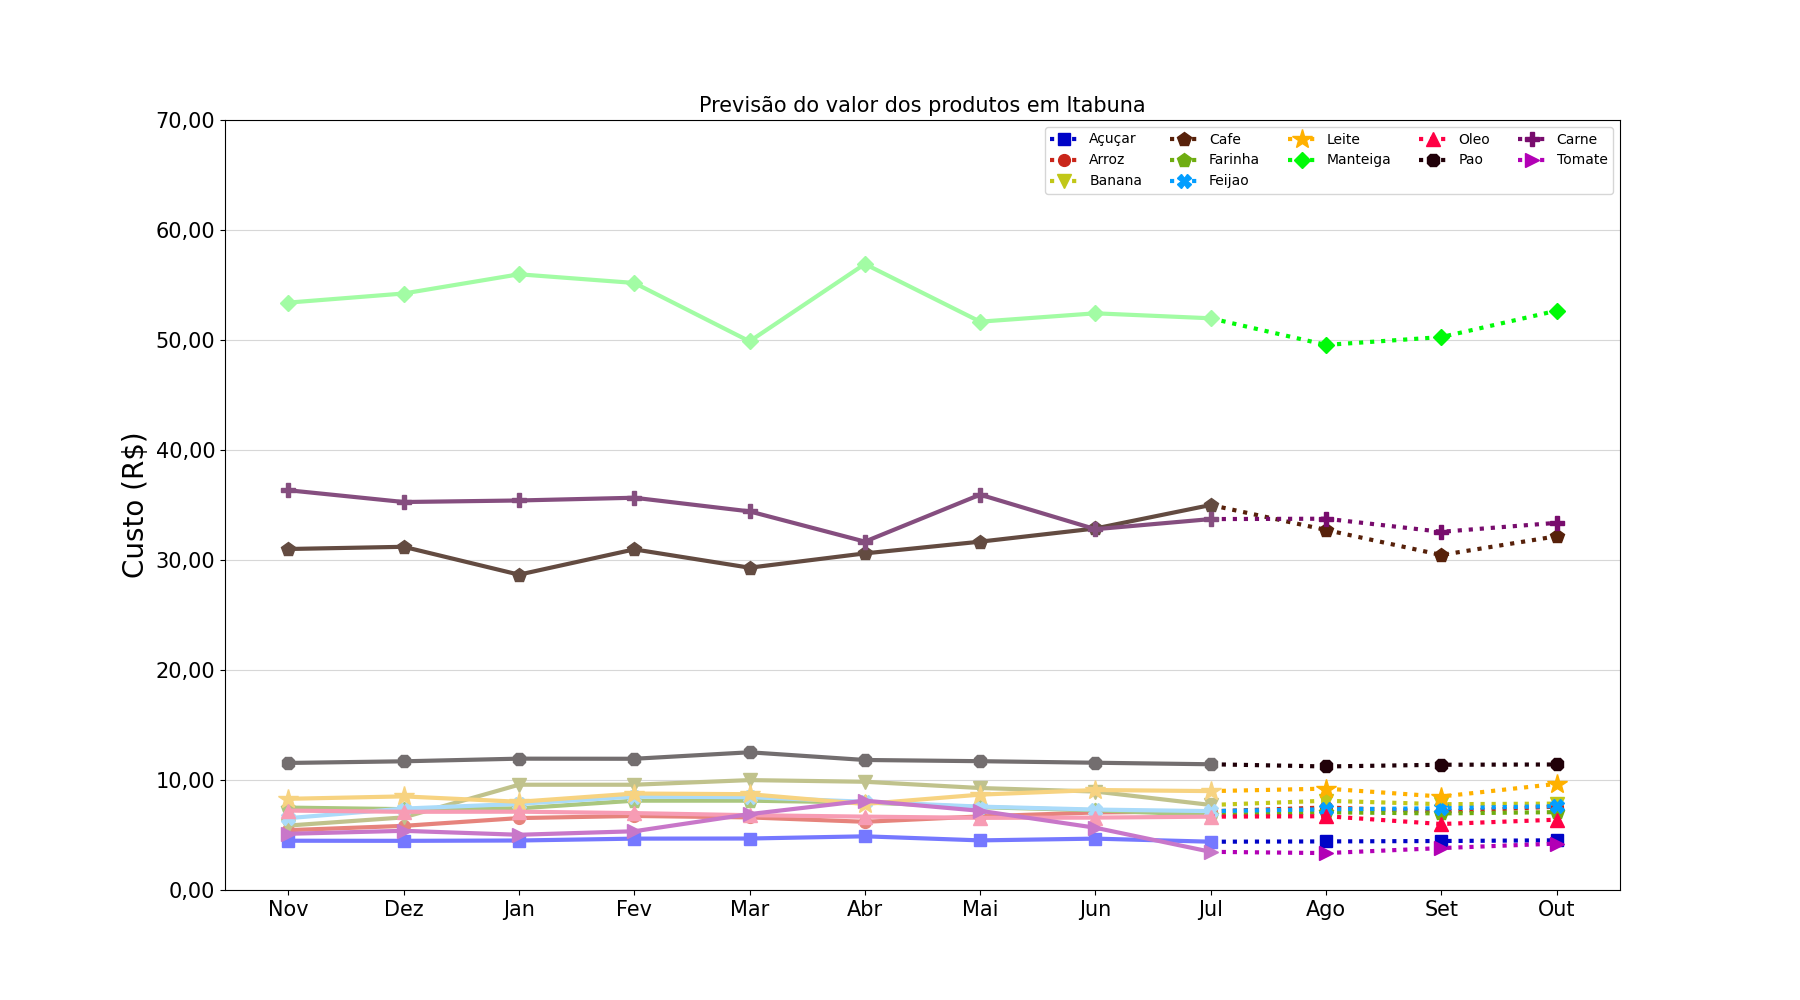 Previsão do valor dos produtos em Itabuna
70,00
60,00
50,00
40,00
30,00
20,00
10,00
0,00
Custo (R$)
Açuçar
Arroz
Banana
Cafe
Farinha
Feijao
Leite
Manteiga
Oleo
Pao
Carne
Tomate
Nov Dez Jan Fev Mar Abr Mai Jun Jul Ago Set Out